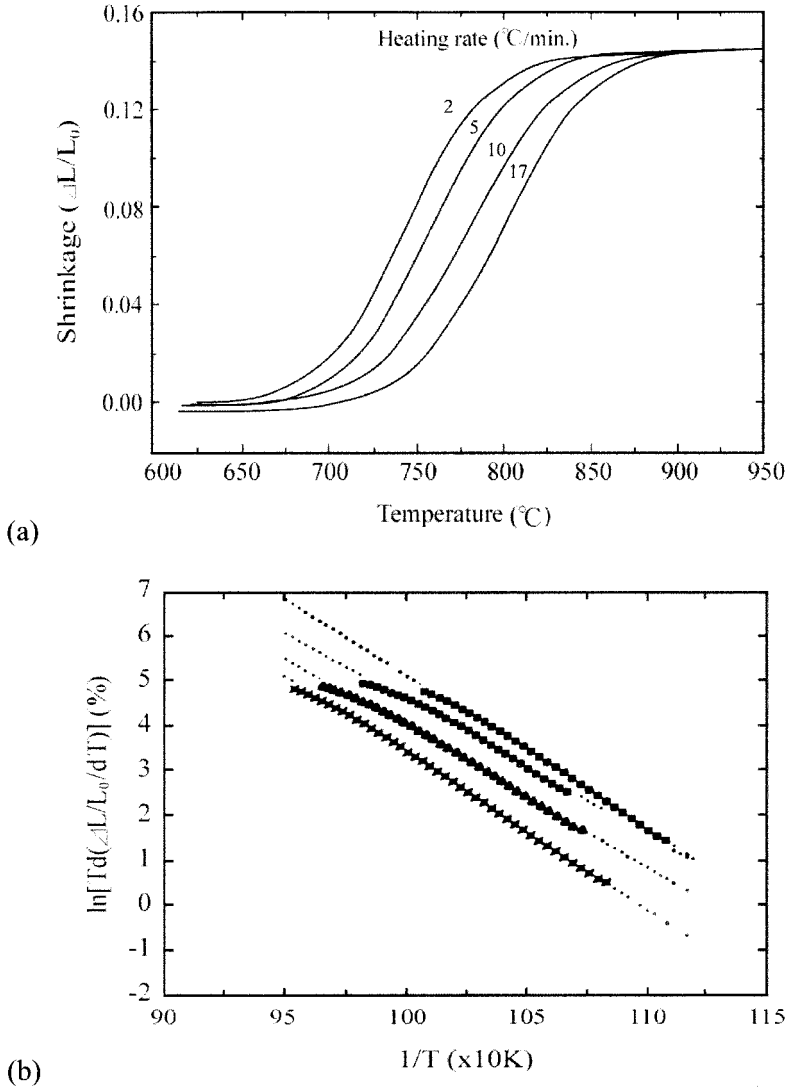 0.16
Heating rate (℃/min.)
0.12
2
5
10
17
0.08
0.04
0.00
Shrinkage (⊿L/L₀)
600 650 700 750 800 850 900 950
Temperature (℃)
(a)
7
6
5
4
3
2
1
0
-1
-2
ln[Td(⊿L/L₀/dT)] (%)
90 95 100 105 110 115
1/T (x10K)
(b)